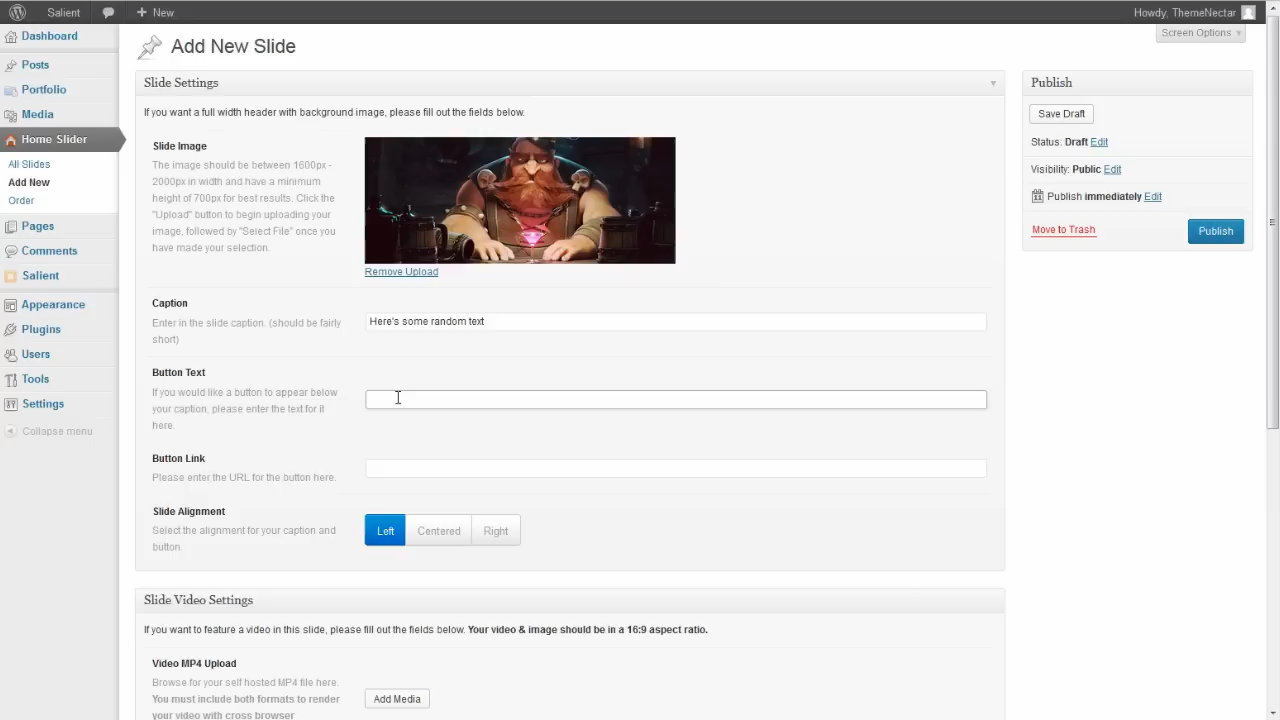 Salient
New
Howdy, ThemeNectar
Dashboard
Posts
Portfolio
Media
Home Slider
All Slides
Add New
Order
Pages
Comments
Salient
Appearance
Plugins
Users
Tools
Settings
Collapse menu
Screen Options
Add New Slide
Slide Settings
If you want a full width header with background image, please fill out the fields below.
Slide Image
The image should be between 1600px -
2000px in width and have a minimum
height of 700px for best results. Click the
"Upload" button to begin uploading your
image, followed by "Select File" once you
have made your selection.
Remove Upload
Caption
Enter in the slide caption. (should be fairly
short)
Here's some random text
Button Text
If you would like a button to appear below
your caption, please enter the text for it
here.
Button Link
Please enter the URL for the button here.
Slide Alignment
Select the alignment for your caption and
button.
Left
Centered
Right
Slide Video Settings
If you want to feature a video in this slide, please fill out the fields below. Your video & image should be in a 16:9 aspect ratio.
Video MP4 Upload
Browse for your self hosted MP4 file here.
You must include both formats to render
your video with cross browser
Add Media
Publish
Save Draft
Status: Draft Edit
Visibility: Public Edit
Publish immediately Edit
Move to Trash
Publish